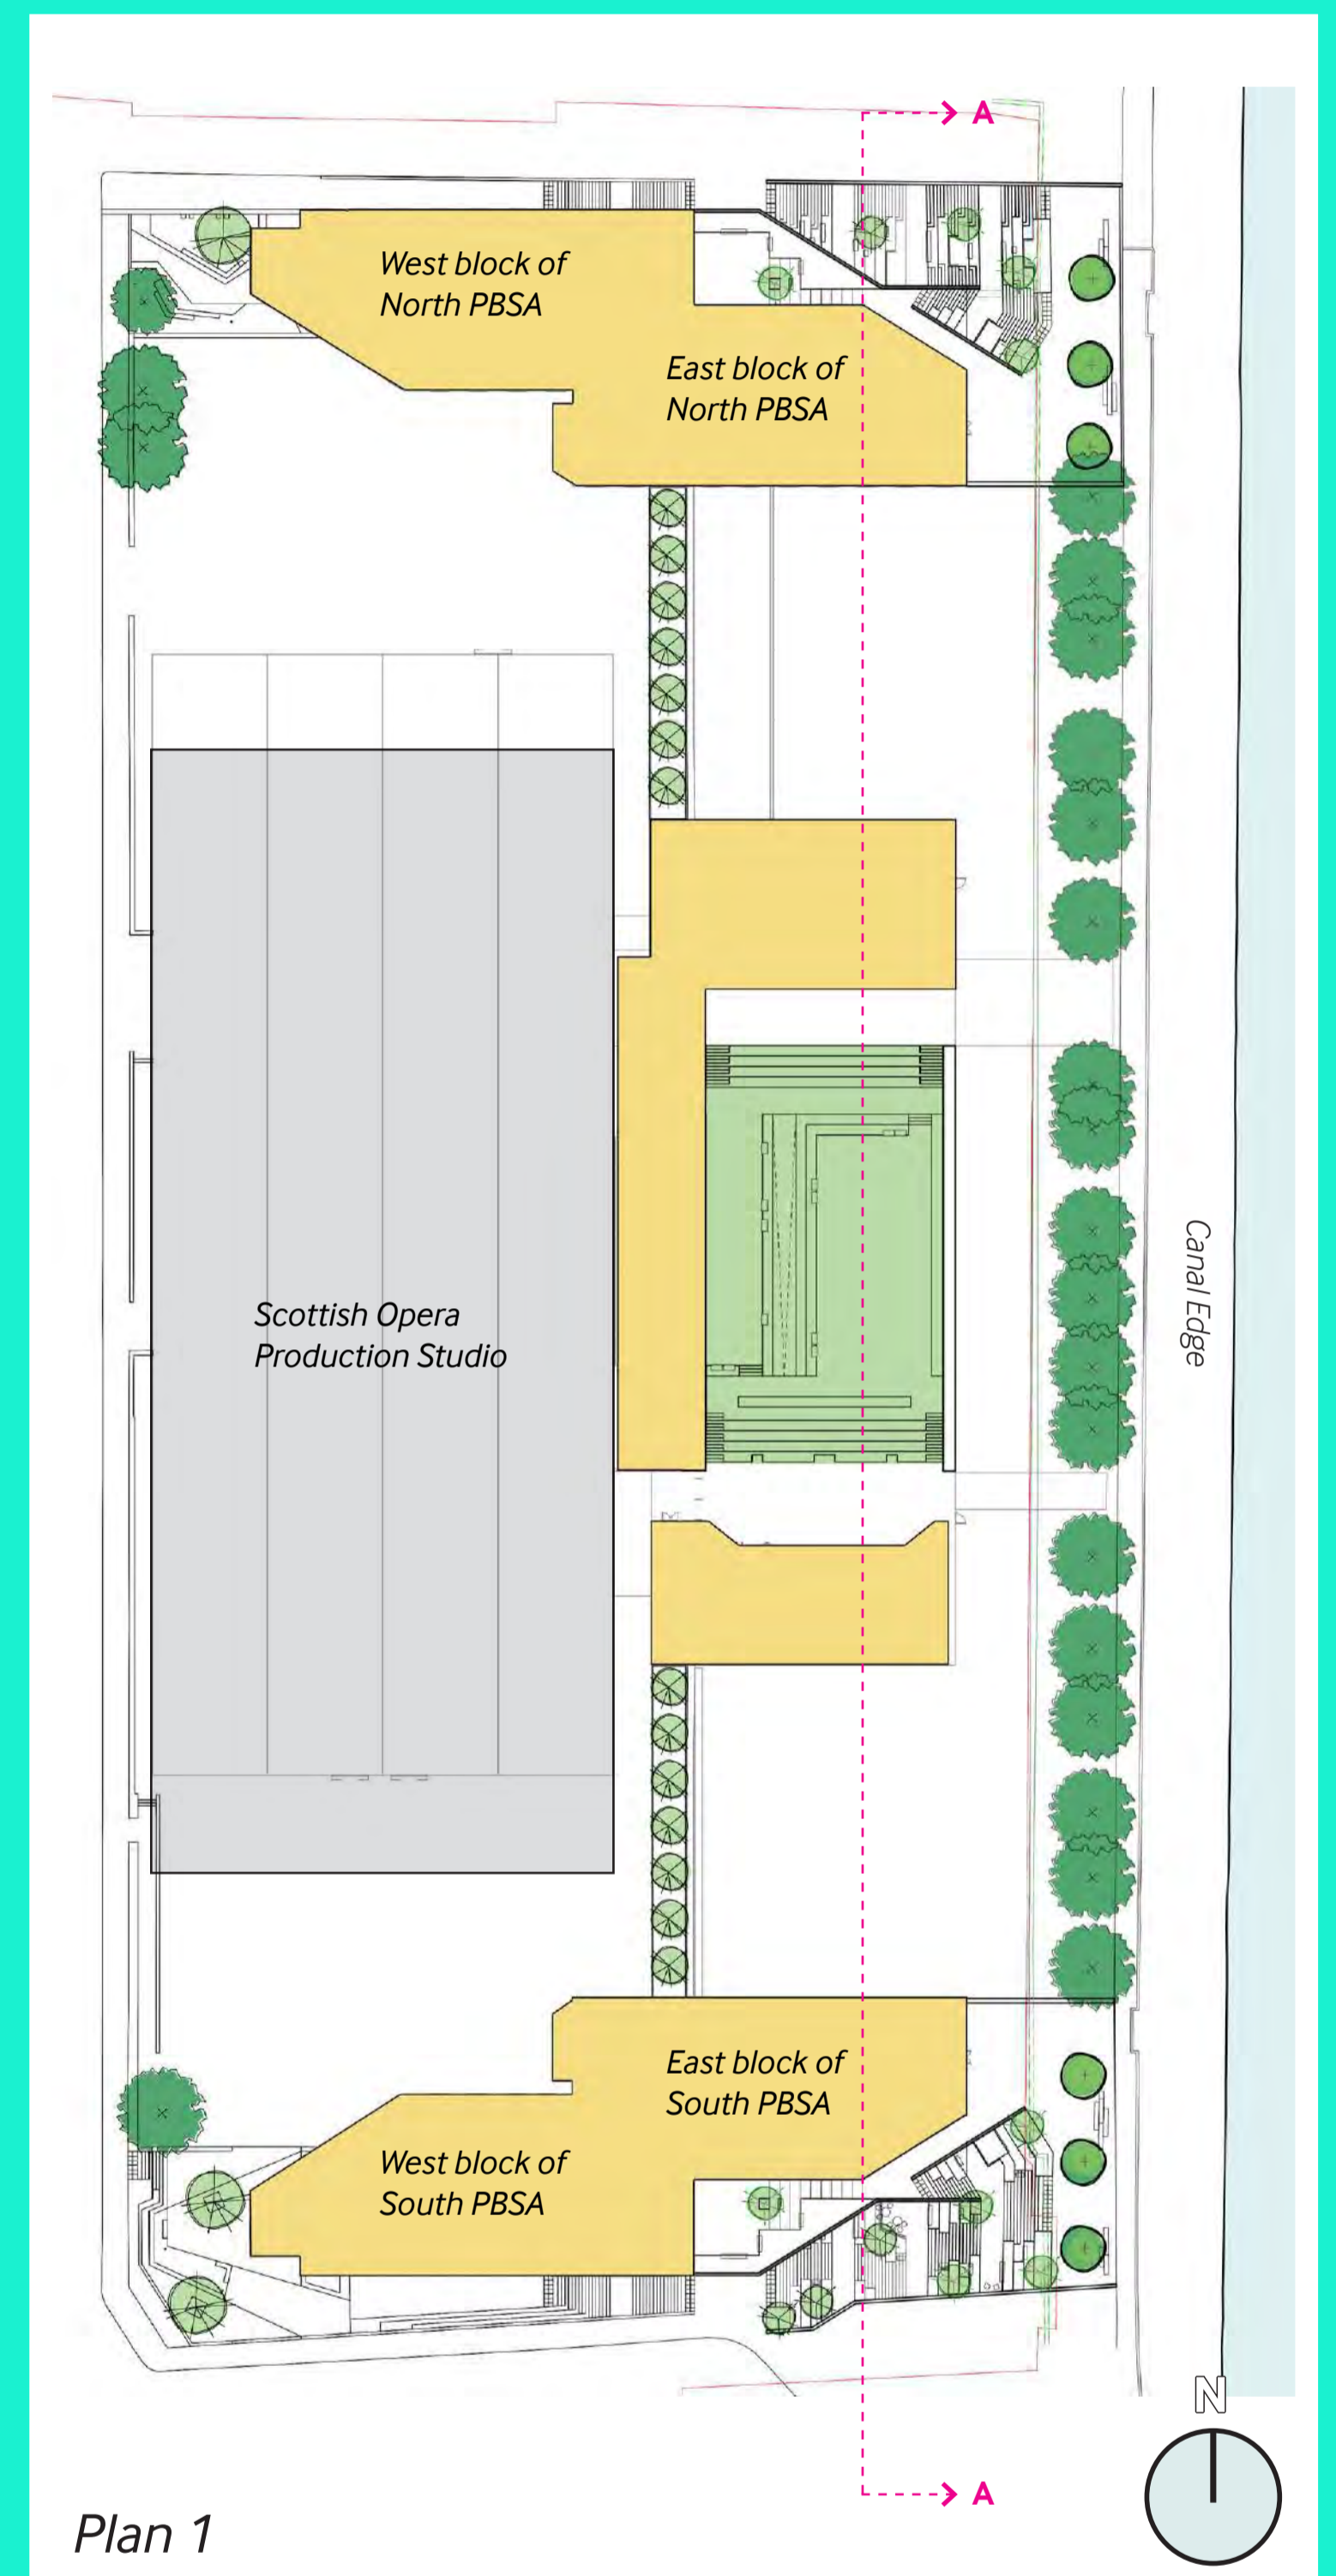 A
West block of
North PBSA
East block of
North PBSA
Scottish Opera
Production Studio
Canal Edge
East block of
South PBSA
West block of
South PBSA
N
A
Plan 1